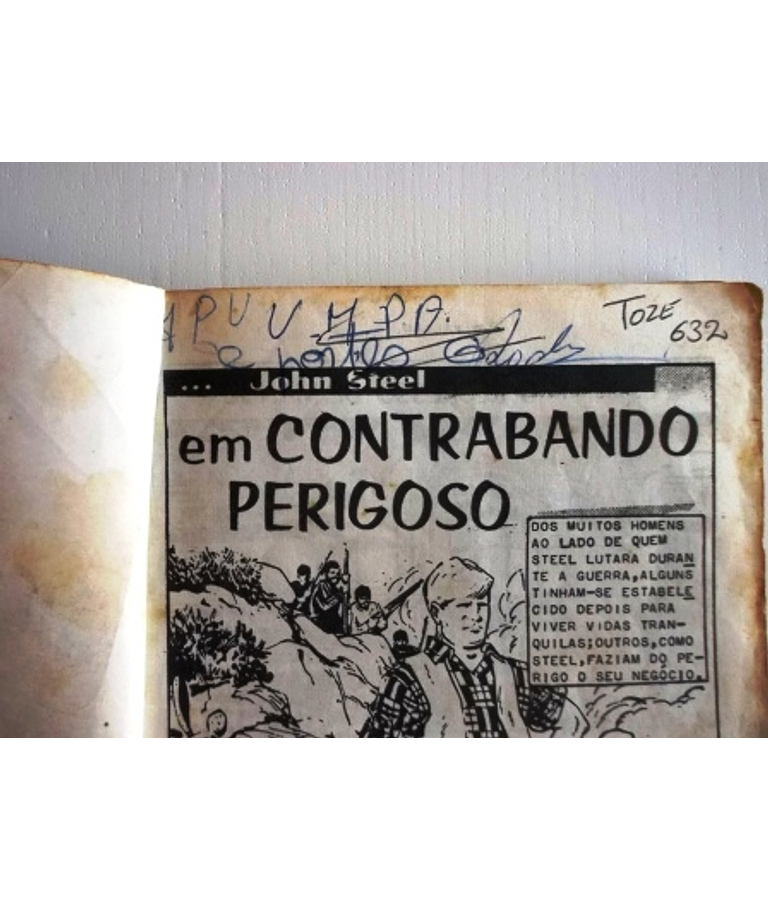 TOZE
632
... John Steel
em CONTRABANDO
PERIGOSO
DOS MUITOS HOMENS
AO LADO DE QUEM
STEEL LUTARA DURAN
TE A GUERRA,ALGUNS
TINHAM-SE ESTABELE
CIDO DEPOIS PARA
VIVER VIDAS TRAN-
QUILAS;OUTROS,COMO
STEEL,FAZIAM DO PE-
RIGO O SEU NEGÓCIO.